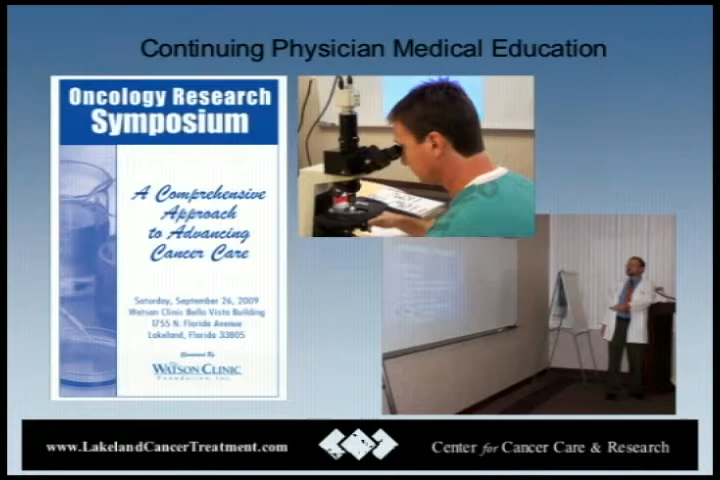 Continuing Physician Medical Education
Oncology Research
Symposium
A Comprehensive
Approach
to Advancing
Cancer Care
Saturday, September 26, 2009
Watson Clinic Bella Vista Building
1755 N. Florida Avenue
Lakeland, Florida 33805
Presented By
Watson Clinic
Foundation, Inc.
www.LakelandCancerTreatment.com
Center for Cancer Care & Research